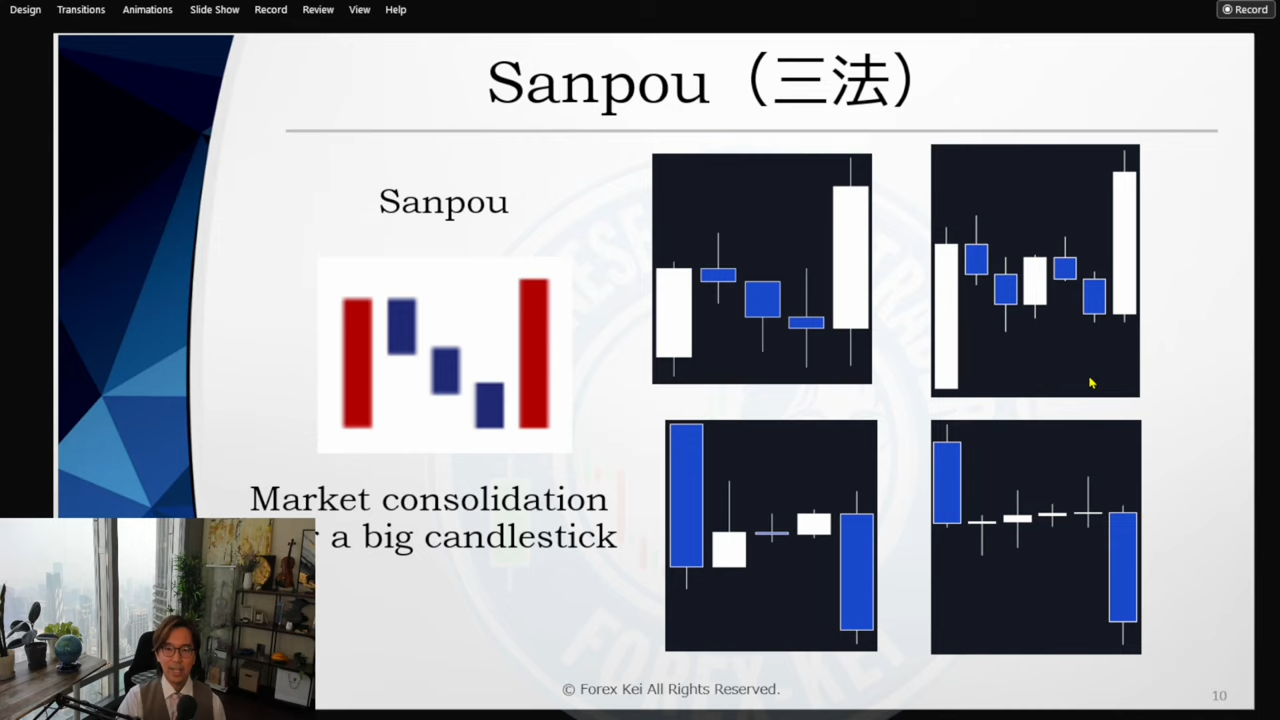 Design Transitions Animations Slide Show Record Review View Help
Record
Sanpou（三法）
Sanpou
Market consolidation
a big candlestick
© Forex Kei All Rights Reserved.
10